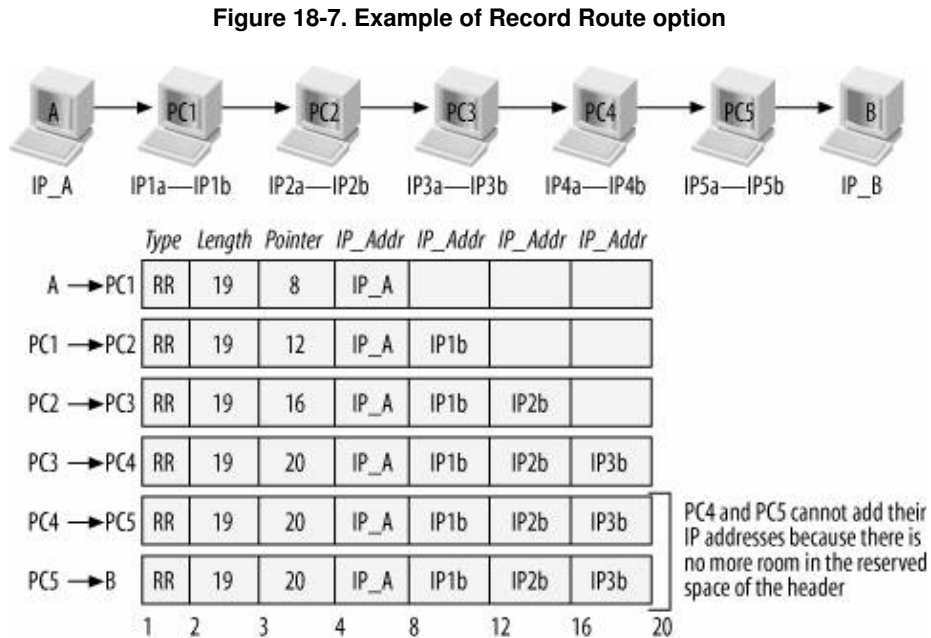 Figure 18-7. Example of Record Route option
A PC1 PC2 PC3 PC4 PC5 B
IP_A IP1a—IP1b IP2a—IP2b IP3a—IP3b IP4a—IP4b IP5a—IP5b IP_B
Type Length Pointer IP_Addr IP_Addr IP_Addr IP_Addr
A PC1 RR 19 8 IP_A
PC1 PC2 RR 19 12 IP_A IP1b
PC2 PC3 RR 19 16 IP_A IP1b IP2b
PC3 PC4 RR 19 20 IP_A IP1b IP2b IP3b
PC4 PC5 RR 19 20 IP_A IP1b IP2b IP3b
PC5 B RR 19 20 IP_A IP1b IP2b IP3b
PC4 and PC5 cannot add their
IP addresses because there is
no more room in the reserved
space of the header
1 2 3 4 8 12 16 20